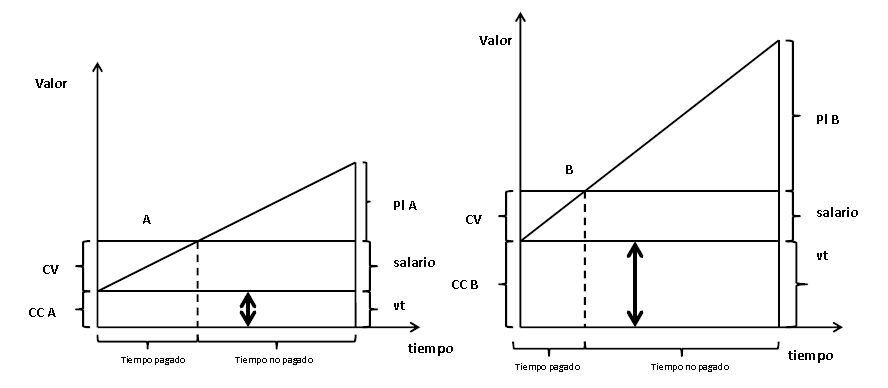 Valor
A
Pl A
CV
salario
CC A
vt
tiempo
Tiempo pagado
Tiempo no pagado
Valor
Pl B
B
CV
salario
vt
CC B
tiempo
Tiempo pagado
Tiempo no pagado